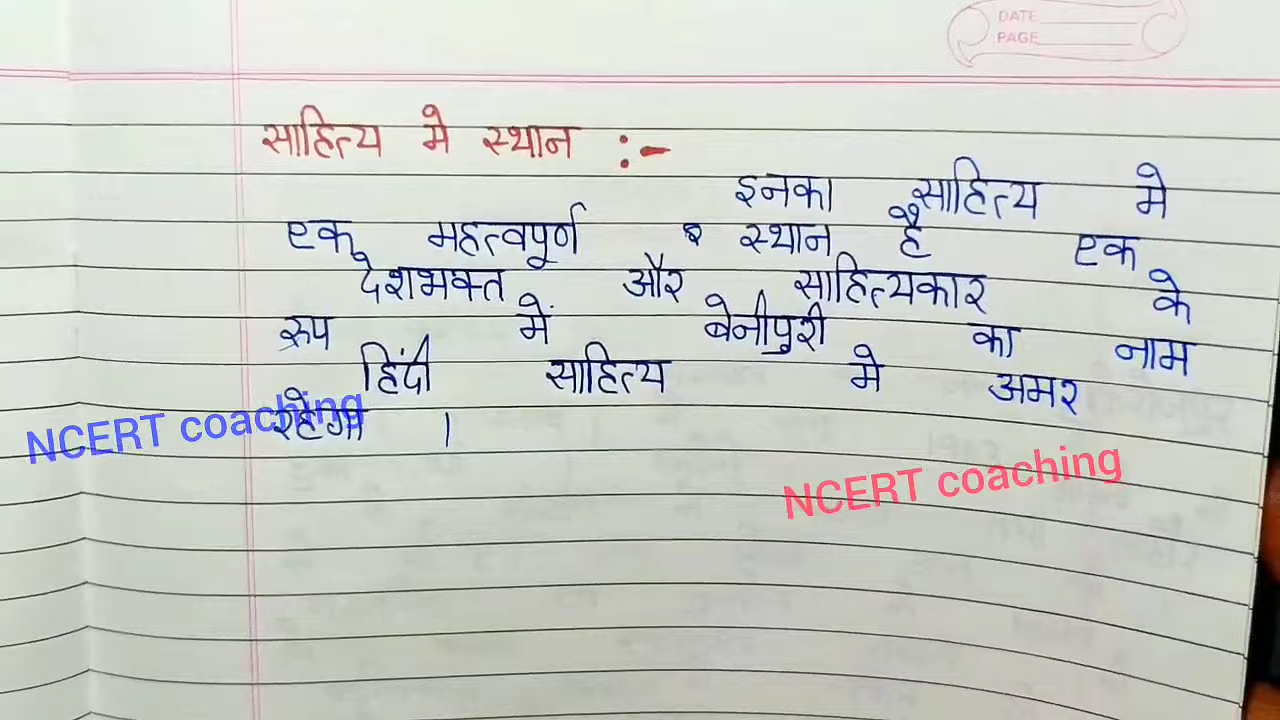 DATE
PAGE
साहित्य मे स्थान :-
इनका साहित्य मे
एक महत्वपूर्ण स्थान है एक
देशभक्त और साहित्यकार के
रूप में बेनीपुरी का नाम
हिंदी साहित्य मे अमर
रहेंगा ।
NCERT coaching
NCERT coaching